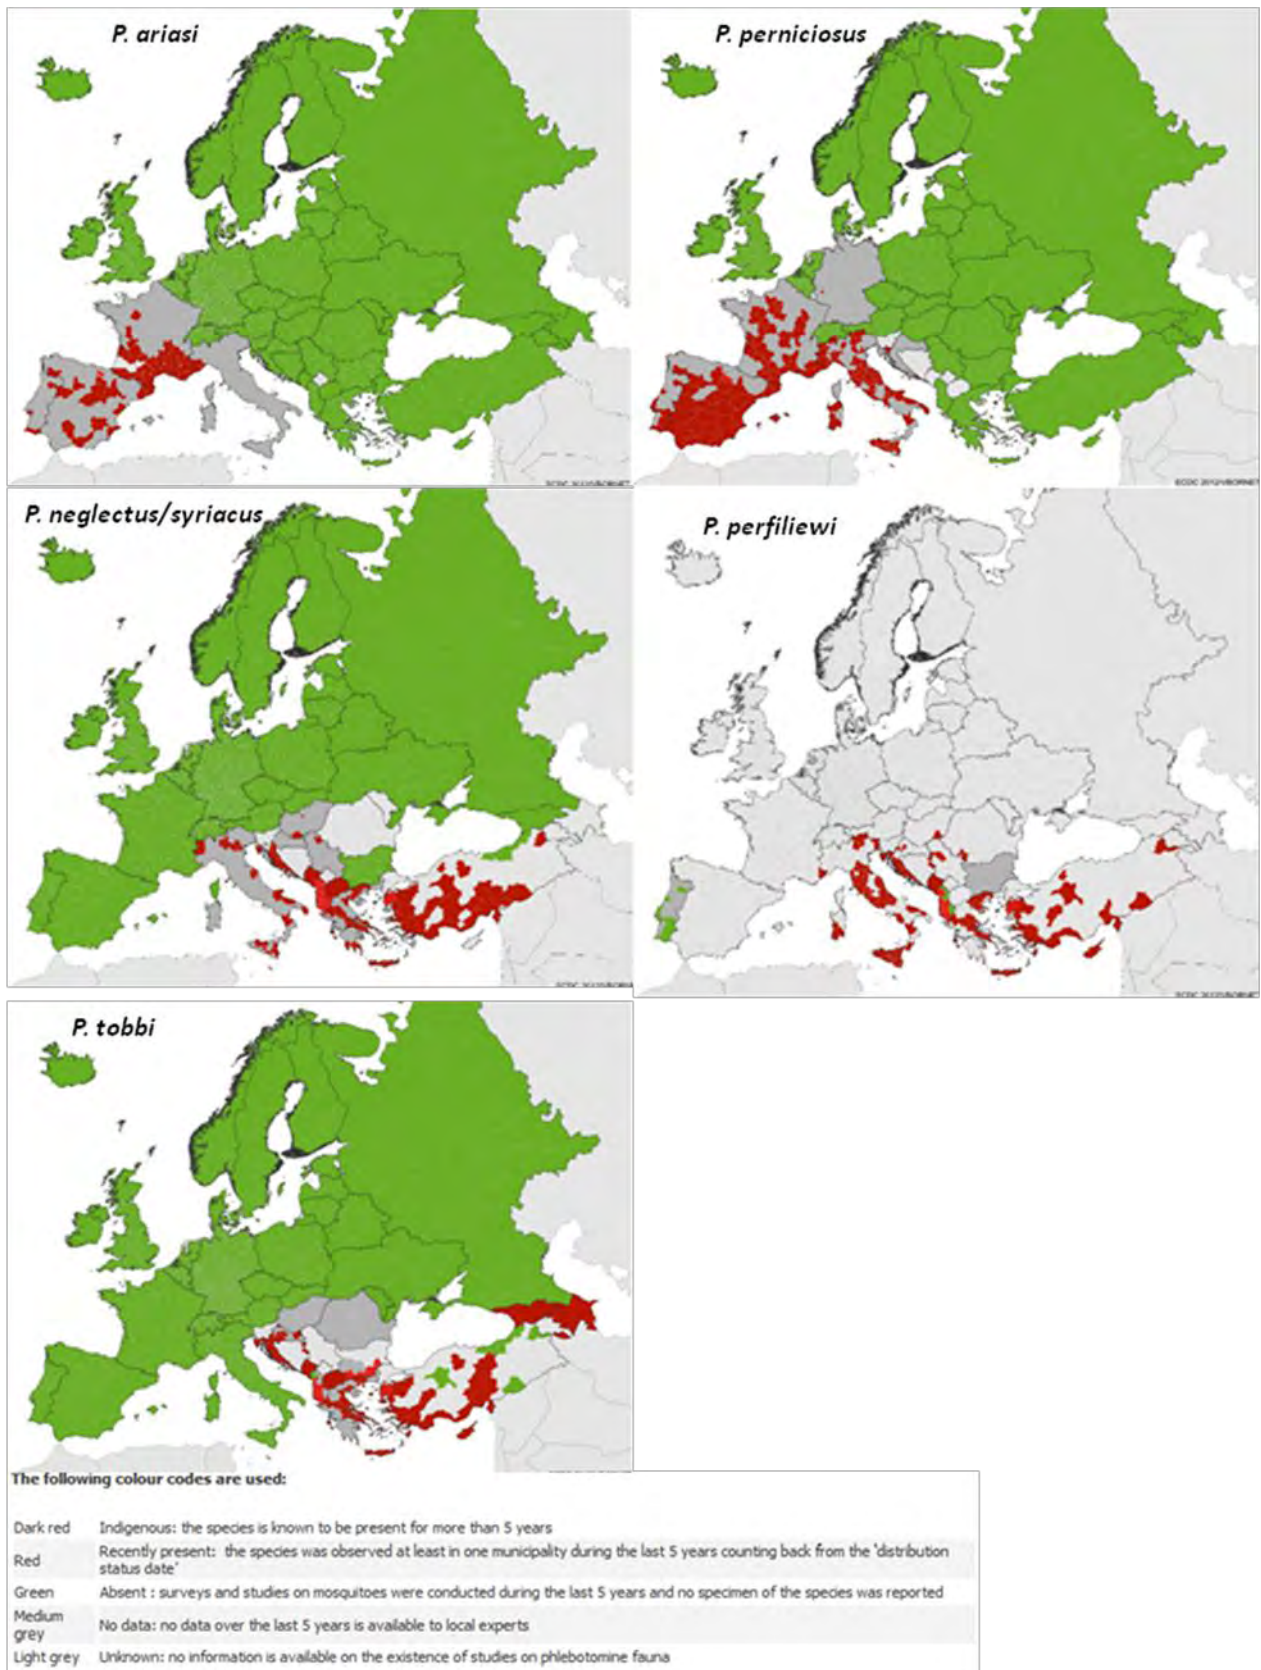 P. ariasi
P. perniciosus
ECDC 2012/VBORNET
P. neglectus/syriacus
P. perfiliewi
P. tobbi
The following colour codes are used:
Dark red Indigenous: the species is known to be present for more than 5 years
Red Recently present: the species was observed at least in one municipality during the last 5 years counting back from the 'distribution
status date'
Green Absent : surveys and studies on mosquitoes were conducted during the last 5 years and no specimen of the species was reported
Medium
grey No data: no data over the last 5 years is available to local experts
Light grey Unknown: no information is available on the existence of studies on phlebotomine fauna